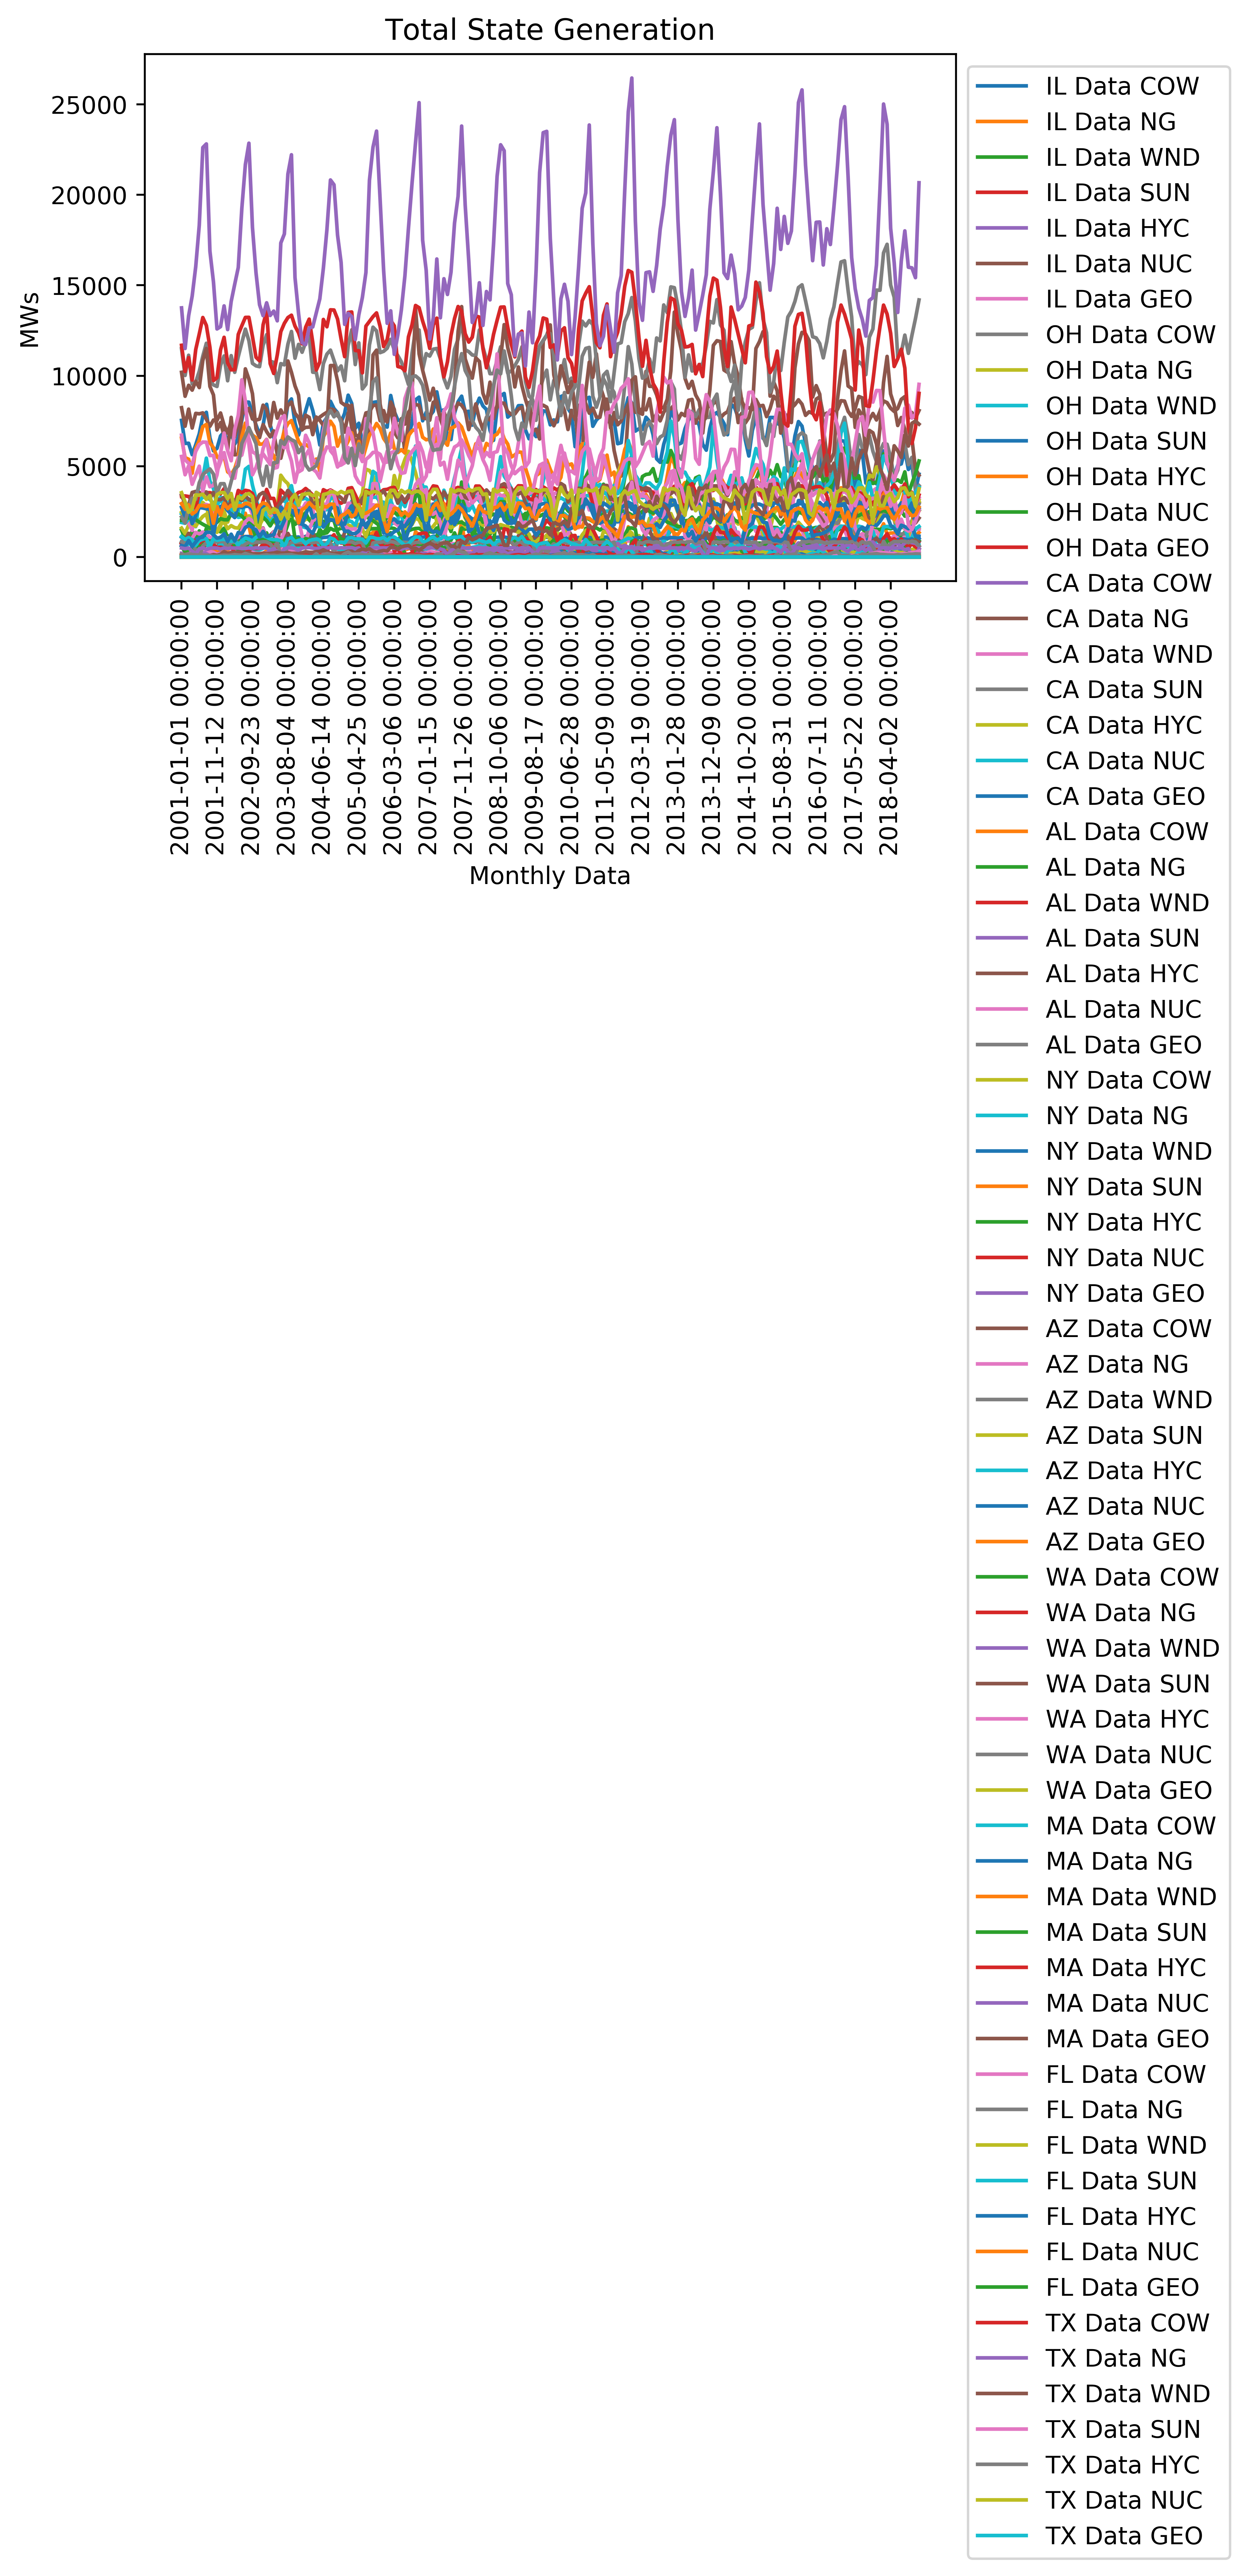 Total State Generation
MWs
25000
20000
15000
10000
5000
0
2001-01-01 00:00:00
2001-11-12 00:00:00
2002-09-23 00:00:00
2003-08-04 00:00:00
2004-06-14 00:00:00
2005-04-25 00:00:00
2006-03-06 00:00:00
2007-01-15 00:00:00
2007-11-26 00:00:00
2008-10-06 00:00:00
2009-08-17 00:00:00
2010-06-28 00:00:00
2011-05-09 00:00:00
2012-03-19 00:00:00
2013-01-28 00:00:00
2013-12-09 00:00:00
2014-10-20 00:00:00
2015-08-31 00:00:00
2016-07-11 00:00:00
2017-05-22 00:00:00
2018-04-02 00:00:00
Monthly Data
IL Data COW
IL Data NG
IL Data WND
IL Data SUN
IL Data HYC
IL Data NUC
IL Data GEO
OH Data COW
OH Data NG
OH Data WND
OH Data SUN
OH Data HYC
OH Data NUC
OH Data GEO
CA Data COW
CA Data NG
CA Data WND
CA Data SUN
CA Data HYC
CA Data NUC
CA Data GEO
AL Data COW
AL Data NG
AL Data WND
AL Data SUN
AL Data HYC
AL Data NUC
AL Data GEO
NY Data COW
NY Data NG
NY Data WND
NY Data SUN
NY Data HYC
NY Data NUC
NY Data GEO
AZ Data COW
AZ Data NG
AZ Data WND
AZ Data SUN
AZ Data HYC
AZ Data NUC
AZ Data GEO
WA Data COW
WA Data NG
WA Data WND
WA Data SUN
WA Data HYC
WA Data NUC
WA Data GEO
MA Data COW
MA Data NG
MA Data WND
MA Data SUN
MA Data HYC
MA Data NUC
MA Data GEO
FL Data COW
FL Data NG
FL Data WND
FL Data SUN
FL Data HYC
FL Data NUC
FL Data GEO
TX Data COW
TX Data NG
TX Data WND
TX Data SUN
TX Data HYC
TX Data NUC
TX Data GEO